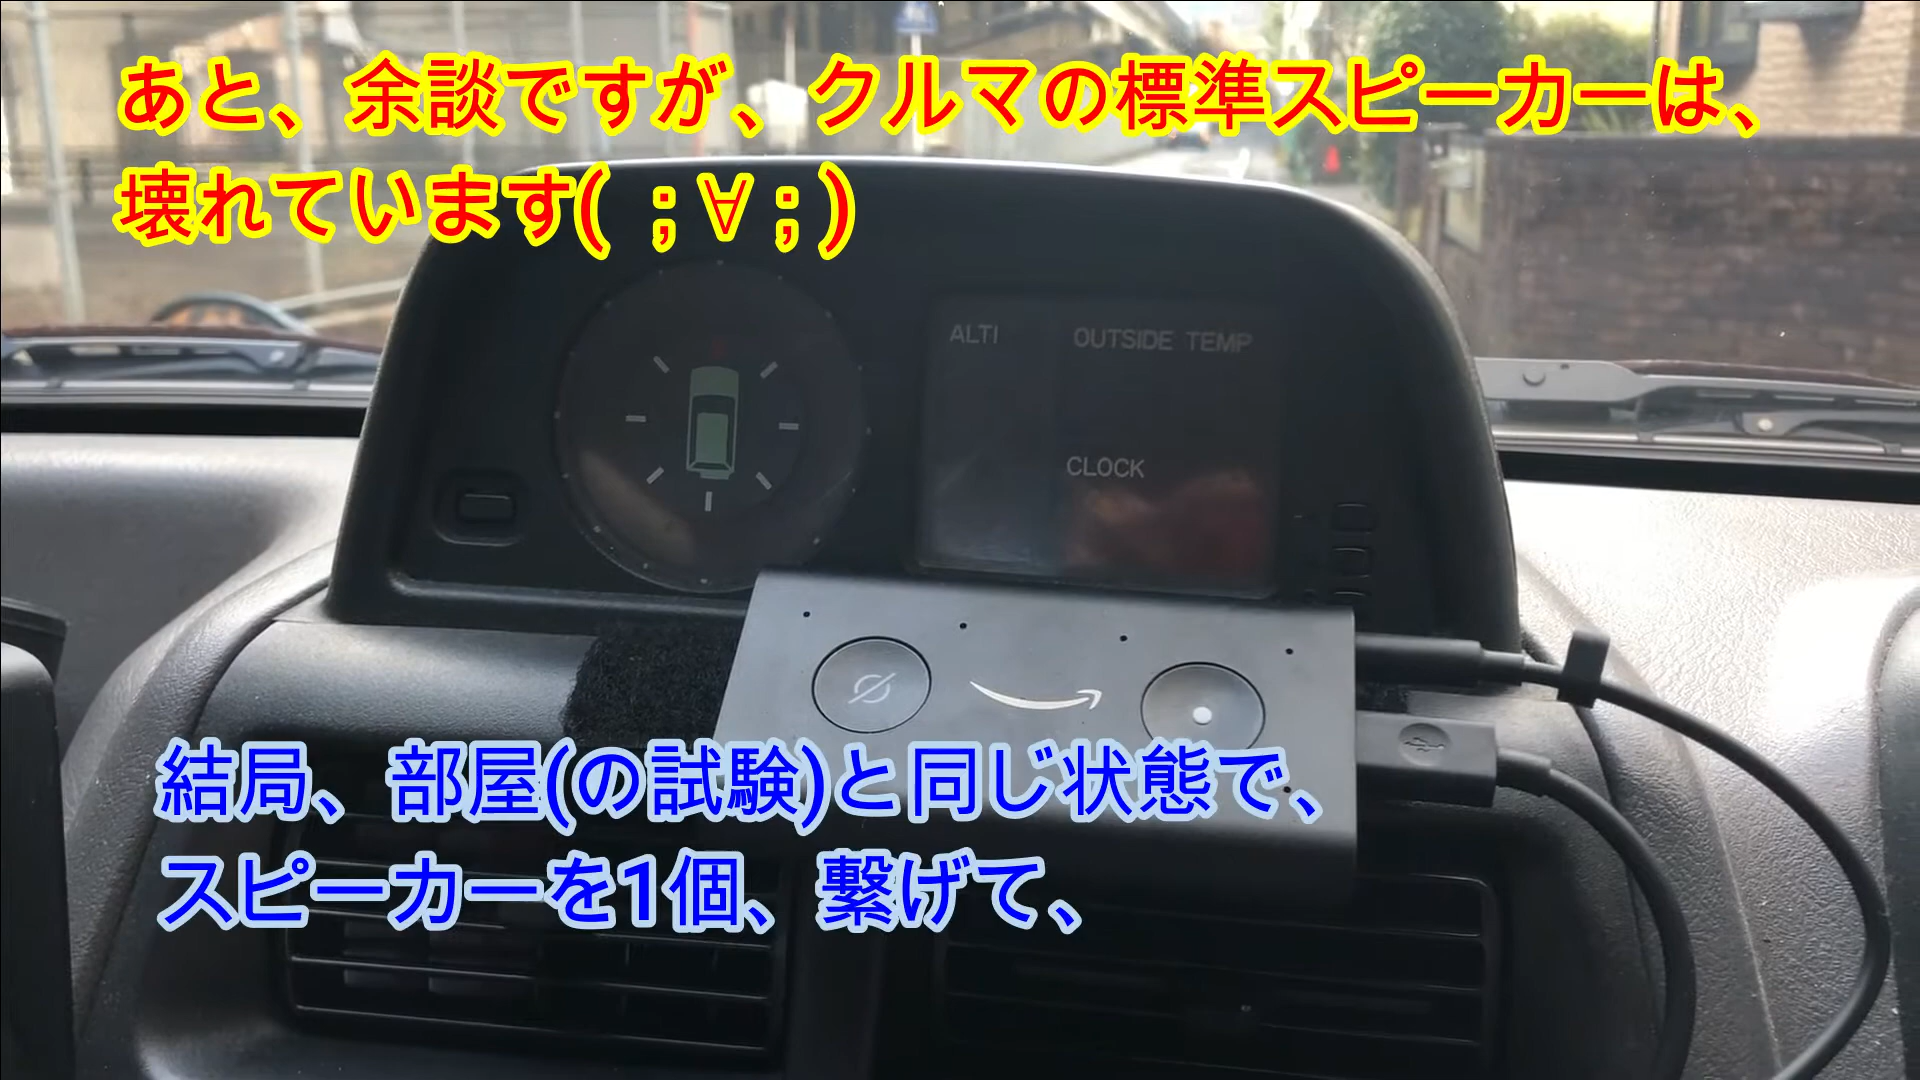 あと、余談ですが、クルマの標準スピーカーは、
壊れています( ；∀；)
ALTI
OUTSIDE TEMP
CLOCK
結局、部屋(の試験)と同じ状態で、
スピーカーを1個、繋げて、